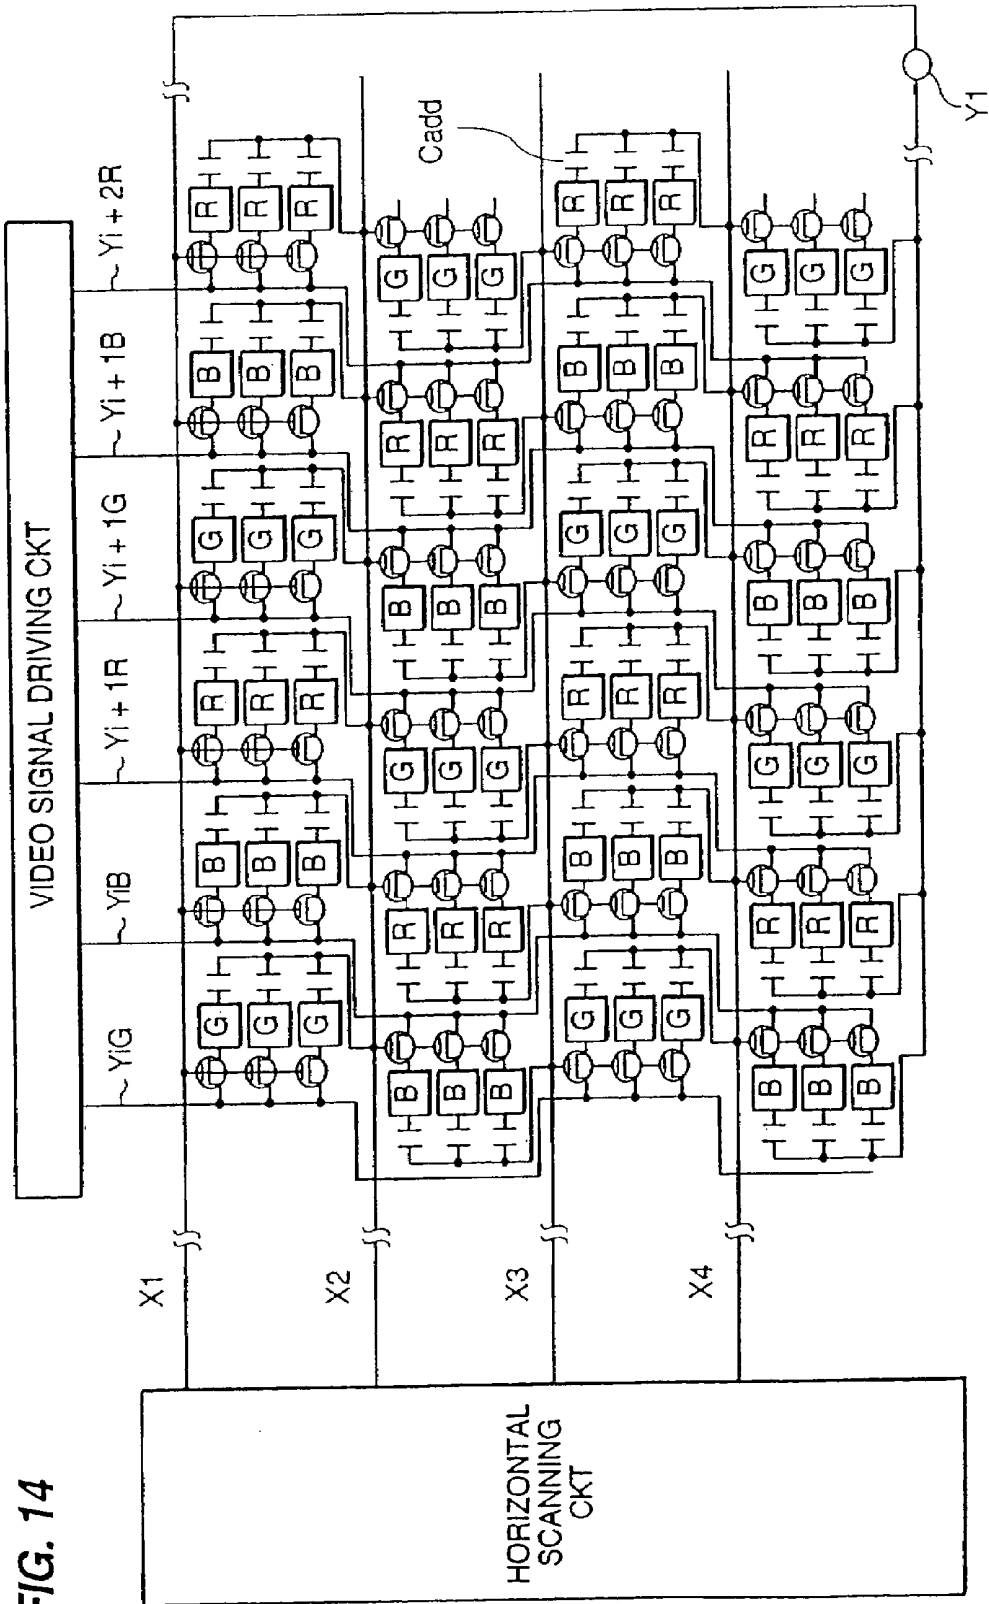 FIG. 14
VIDEO SIGNAL DRIVING CKT
YiG YiB Yi + 1R Yi + 1G Yi + 1B Yi + 2R
X1
G B R G B R
G B R G B R
G B R G B R
X2
Cadd
B R G B R G
B R G B R G
B R G B R G
HORIZONTAL
SCANNING
CKT
X3
G B R G B R
G B R G B R
G B R G B R
X4
B R G B R G
B R G B R G
B R G B R G
Y1